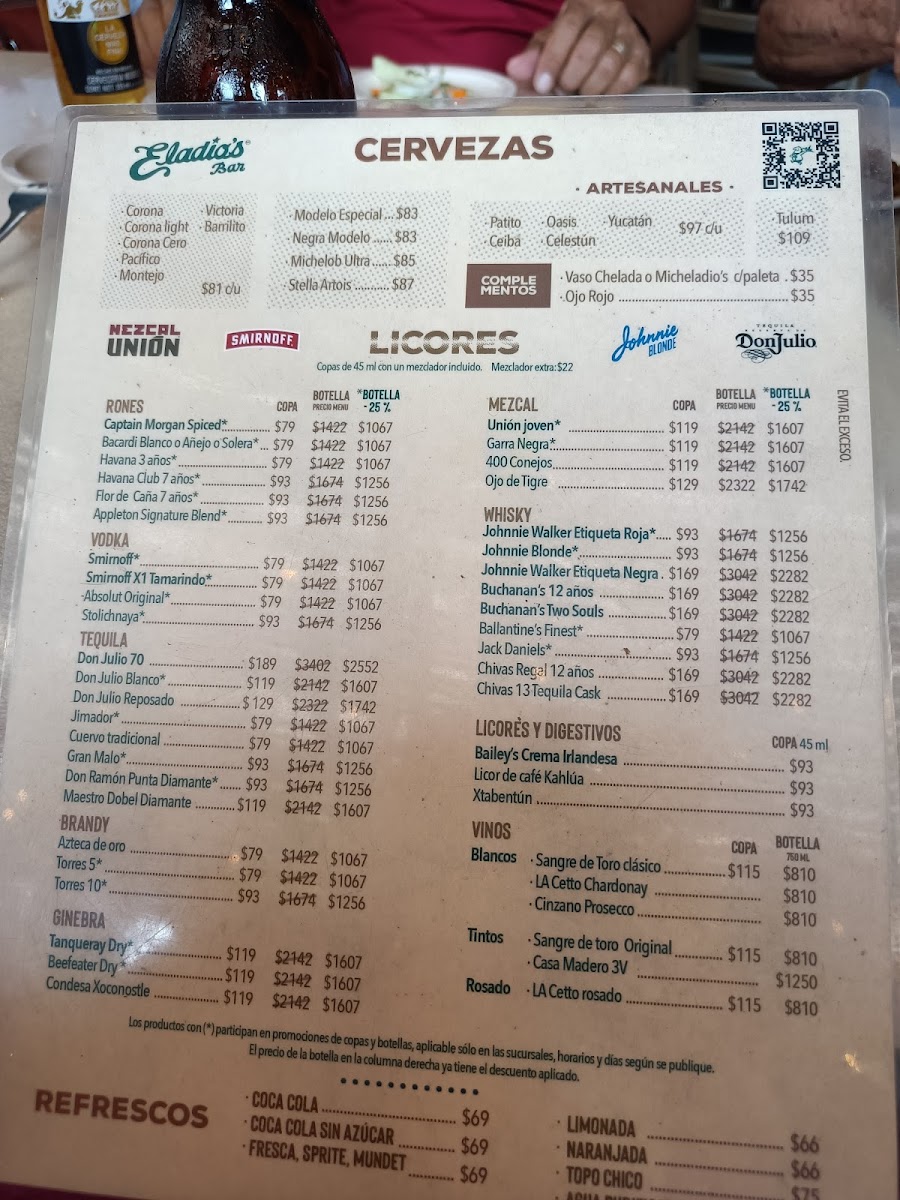 Eladio's
Bar
CERVEZAS
· Corona
· Corona light
· Corona Cero
· Pacífico
· Montejo
· Victoria
· Barrilito
$81 c/u
· Modelo Especial ... $83
· Negra Modelo ...... $83
· Michelob Ultra ...... $85
· Stella Artois .......... $87
· ARTESANALES ·
· Patito · Oasis · Yucatán
· Ceiba · Celestún
$97 c/u
· Tulum
$109
COMPLE
MENTOS
· Vaso Chelada o Micheladio's c/paleta . $35
· Ojo Rojo ........ $35
MEZCAL
UNIÓN
SMIRNOFF
LICORES
Johnnie
BLONDE
TEQUILA
Don Julio
Copas de 45 ml con un mezclador incluido. Mezclador extra: $22
RONES COPA BOTELLA PRECIO MENU *BOTELLA - 25 %
Captain Morgan Spiced* ........ $79 $1422 $1067
Bacardi Blanco o Añejo o Solera* ... $79 $1422 $1067
Havana 3 años* ........ $79 $1422 $1067
Havana Club 7 años* ........ $93 $1674 $1256
Flor de Caña 7 años* ........ $93 $1674 $1256
Appleton Signature Blend* ........ $93 $1674 $1256
VODKA
Smirnoff* ........ $79 $1422 $1067
Smirnoff X1 Tamarindo* ........ $79 $1422 $1067
Absolut Original* ........ $79 $1422 $1067
Stolichnaya* ........ $93 $1674 $1256
TEQUILA
Don Julio 70 ........ $189 $3402 $2552
Don Julio Blanco* ........ $119 $2142 $1607
Don Julio Reposado ........ $129 $2322 $1742
Jimador* ........ $79 $1422 $1067
Cuervo tradicional ........ $79 $1422 $1067
Gran Malo* ........ $93 $1674 $1256
Don Ramón Punta Diamante* ...... $93 $1674 $1256
Maestro Dobel Diamante ........ $119 $2142 $1607
BRANDY
Azteca de oro ........ $79 $1422 $1067
Torres 5* ........ $79 $1422 $1067
Torres 10* ........ $93 $1674 $1256
GINEBRA
Tanqueray Dry* ........ $119 $2142 $1607
Beefeater Dry* ........ $119 $2142 $1607
Condesa Xoconostle ........ $119 $2142 $1607
MEZCAL COPA BOTELLA PRECIO MENU *BOTELLA - 25 %
Unión joven* ........ $119 $2142 $1607
Garra Negra* ........ $119 $2142 $1607
400 Conejos ........ $119 $2142 $1607
Ojo de Tigre ........ $129 $2322 $1742
EVITA EL EXCESO.
WHISKY
Johnnie Walker Etiqueta Roja* .... $93 $1674 $1256
Johnnie Blonde* ........ $93 $1674 $1256
Johnnie Walker Etiqueta Negra . $169 $3042 $2282
Buchanan's 12 años ........ $169 $3042 $2282
Buchanan's Two Souls ........ $169 $3042 $2282
Ballantine's Finest* ........ $79 $1422 $1067
Jack Daniels* ........ $93 $1674 $1256
Chivas Regal 12 años ........ $169 $3042 $2282
Chivas 13 Tequila Cask ........ $169 $3042 $2282
LICORES Y DIGESTIVOS COPA 45 ml
Bailey's Crema Irlandesa ........ $93
Licor de café Kahlúa ........ $93
Xtabentún ........ $93
VINOS COPA BOTELLA 750 ML
Blancos · Sangre de Toro clásico ........ $115 $810
· LA Cetto Chardonay ........ $810
· Cinzano Prosecco ........ $810
Tintos · Sangre de toro Original ........ $115 $810
· Casa Madero 3V ........ $1250
Rosado · LA Cetto rosado ........ $115 $810
Los productos con (*) participan en promociones de copas y botellas, aplicable sólo en las sucursales, horarios y días según se publique.
El precio de la botella en la columna derecha ya tiene el descuento aplicado.
REFRESCOS
· COCA COLA ........ $69
· COCA COLA SIN AZÚCAR ........ $69
· FRESCA, SPRITE, MUNDET ........ $69
· LIMONADA ........ $66
· NARANJADA ........ $66
· TOPO CHICO ........ $75